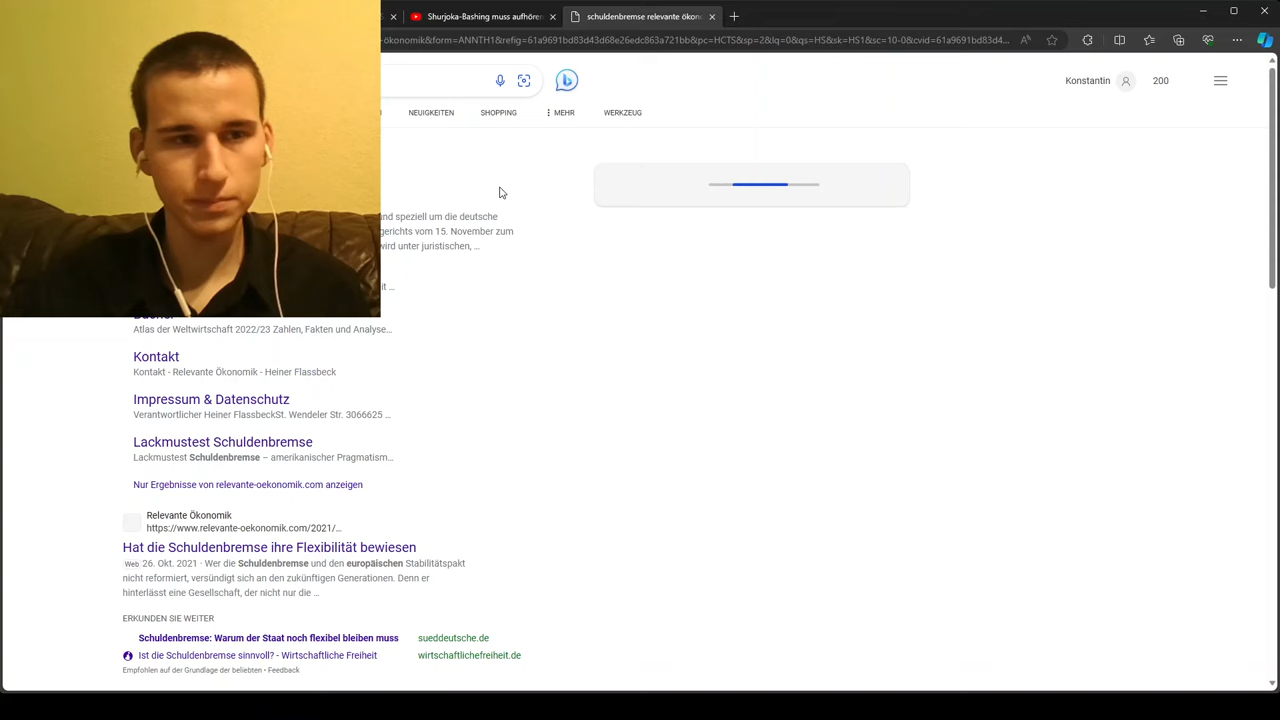 Shurjoka-Bashing muss aufhören
schuldenbremse relevante ökon
ökonomik&form=ANNTH1&refig=61a9691bd83d43d68e26edc863a721bb&pc=HCTS&sp=2&lq=0&qs=HS&sk=HS1&sc=10-0&cvid=61a9691bd83d4...
Konstantin 200
NEUIGKEITEN SHOPPING MEHR WERKZEUG
und speziell um die deutsche
gerichts vom 15. November zum
wird unter juristischen, ...
it ...
Bücher
Atlas der Weltwirtschaft 2022/23 Zahlen, Fakten und Analyse...
Kontakt
Kontakt - Relevante Ökonomik - Heiner Flassbeck
Impressum & Datenschutz
Verantwortlicher Heiner FlassbeckSt. Wendeler Str. 3066625 ...
Lackmustest Schuldenbremse
Lackmustest Schuldenbremse – amerikanischer Pragmatism...
Nur Ergebnisse von relevante-oekonomik.com anzeigen
Relevante Ökonomik
https://www.relevante-oekonomik.com/2021/...
Hat die Schuldenbremse ihre Flexibilität bewiesen
Web 26. Okt. 2021 · Wer die Schuldenbremse und den europäischen Stabilitätspakt
nicht reformiert, versündigt sich an den zukünftigen Generationen. Denn er
hinterlässt eine Gesellschaft, der nicht nur die ...
ERKUNDEN SIE WEITER
Schuldenbremse: Warum der Staat noch flexibel bleiben muss sueddeutsche.de
Ist die Schuldenbremse sinnvoll? - Wirtschaftliche Freiheit wirtschaftlichefreiheit.de
Empfohlen auf der Grundlage der beliebten • Feedback